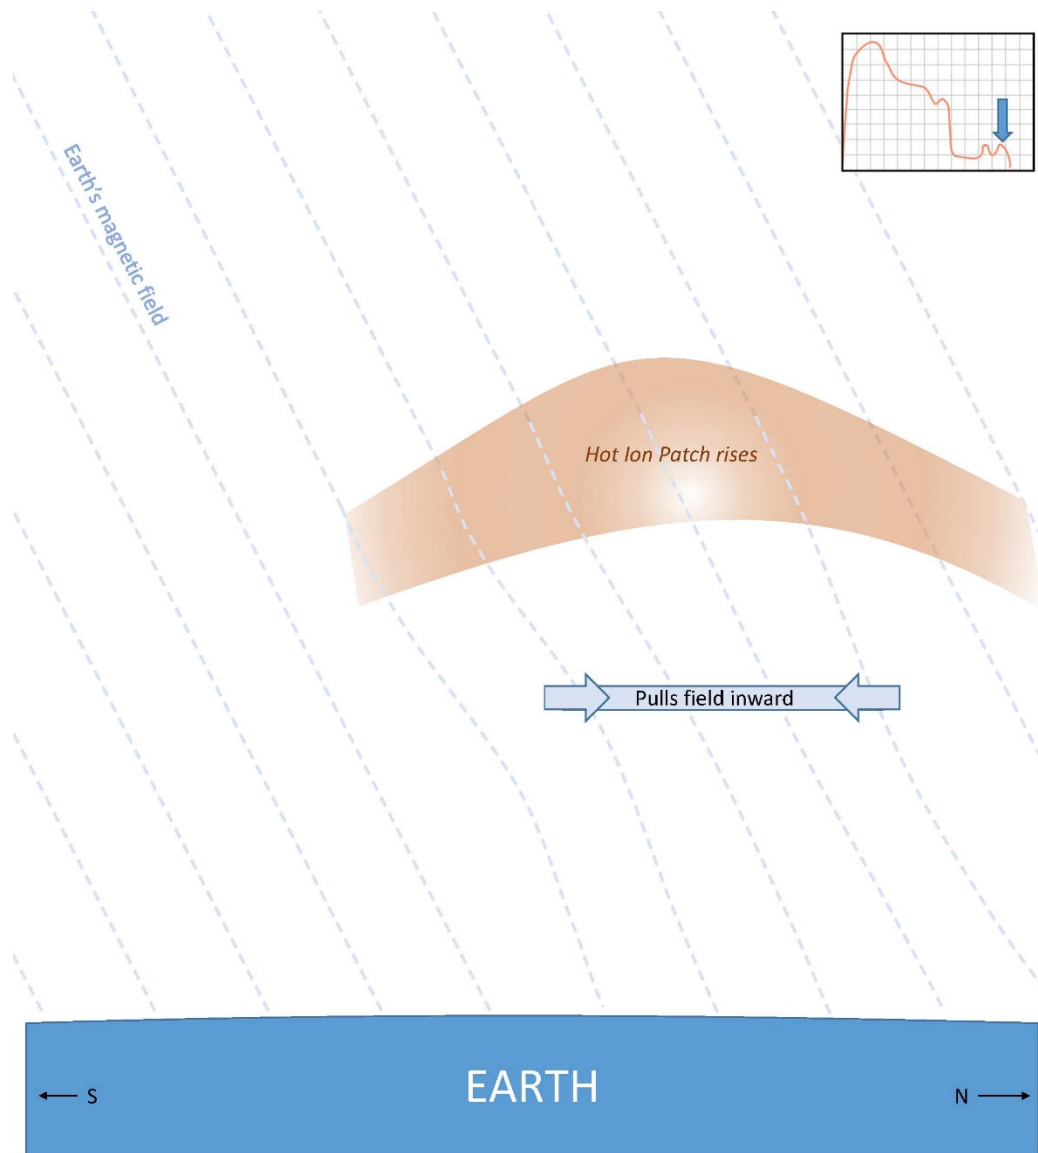 Earth's magnetic field
Hot Ion Patch rises
Pulls field inward
EARTH
S
N